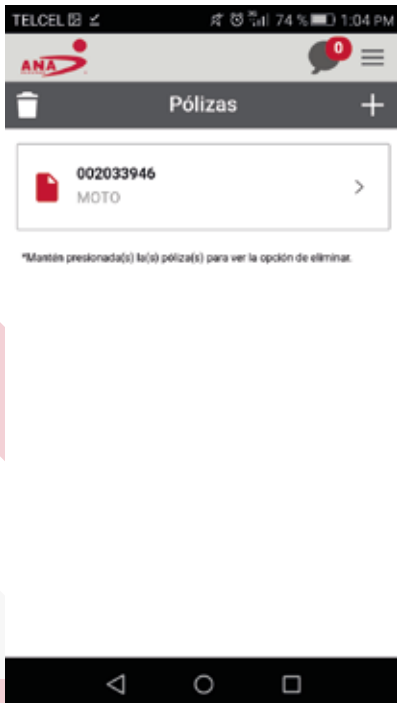 TELCEL 74 % 1:04 PM
ANA
0
Pólizas
002033946
MOTO
*Mantén presionada(s) la(s) póliza(s) para ver la opción de eliminar.